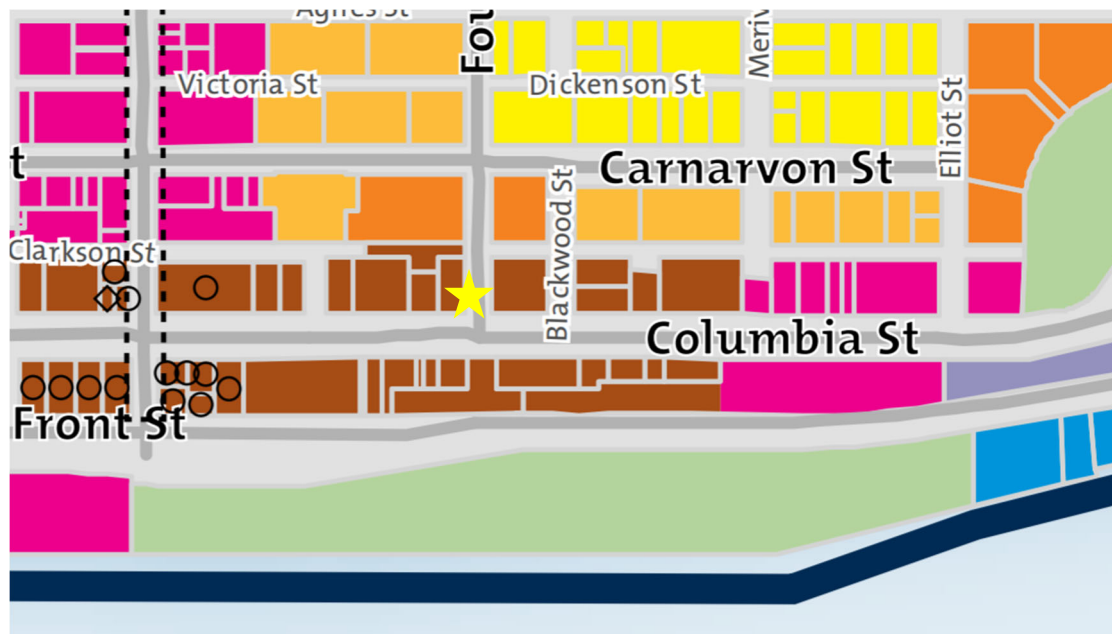 Agnes St
Fou
Meriv
Victoria St
Dickenson St
Elliot St
t
Carnarvon St
Blackwood St
Clarkson St
Columbia St
Front St